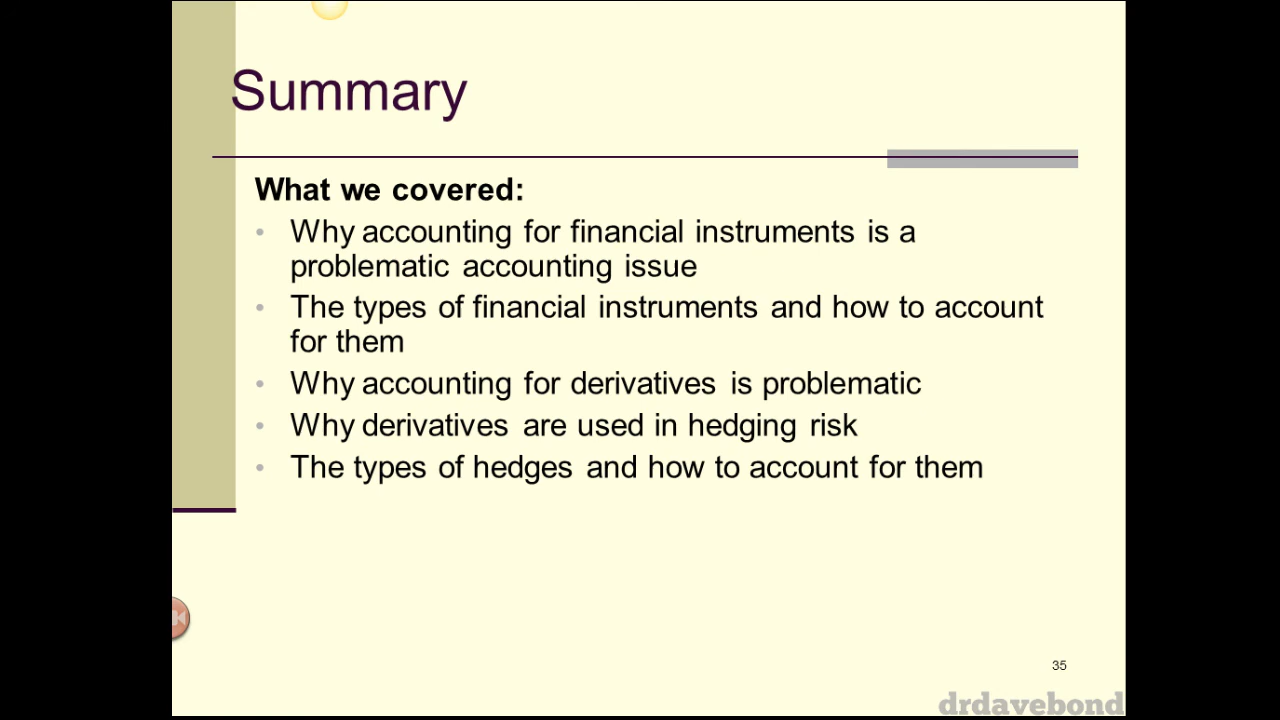 Summary
What we covered:
• Why accounting for financial instruments is a
problematic accounting issue
• The types of financial instruments and how to account
for them
• Why accounting for derivatives is problematic
• Why derivatives are used in hedging risk
• The types of hedges and how to account for them
35
drdavebond